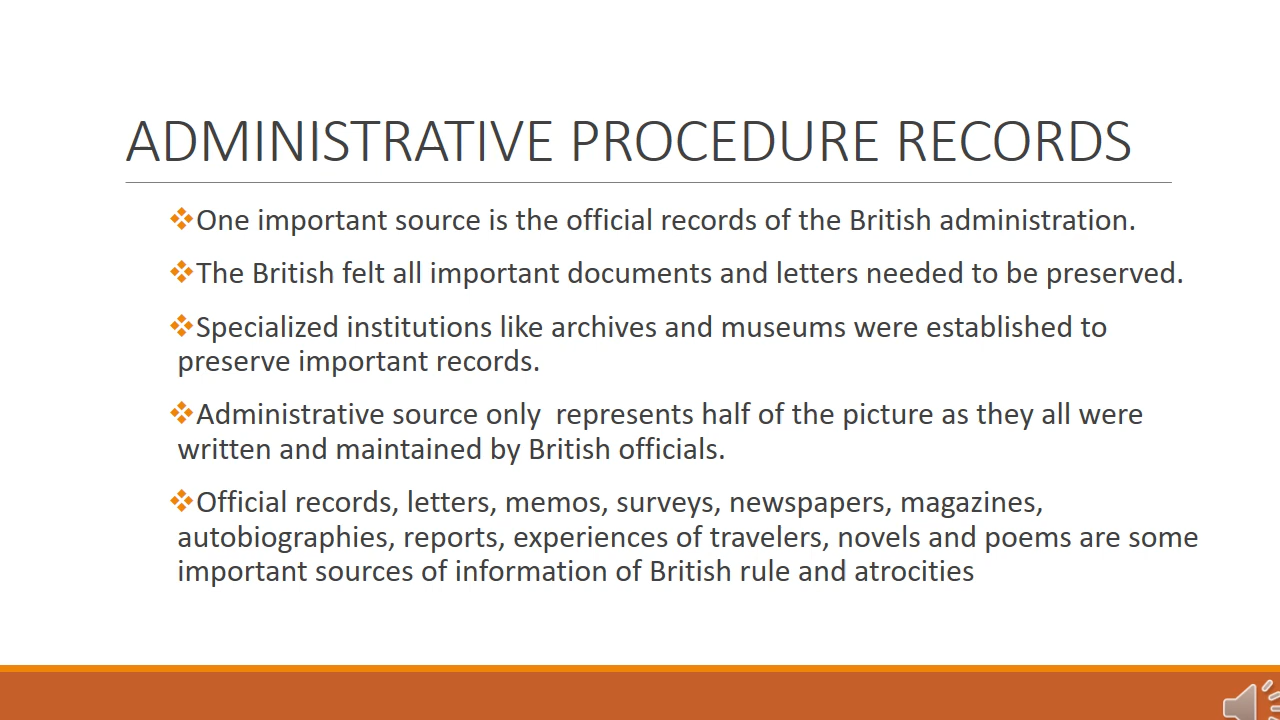 ADMINISTRATIVE PROCEDURE RECORDS
❖One important source is the official records of the British administration.
❖The British felt all important documents and letters needed to be preserved.
❖Specialized institutions like archives and museums were established to
preserve important records.
❖Administrative source only  represents half of the picture as they all were
written and maintained by British officials.
❖Official records, letters, memos, surveys, newspapers, magazines,
autobiographies, reports, experiences of travelers, novels and poems are some
important sources of information of British rule and atrocities